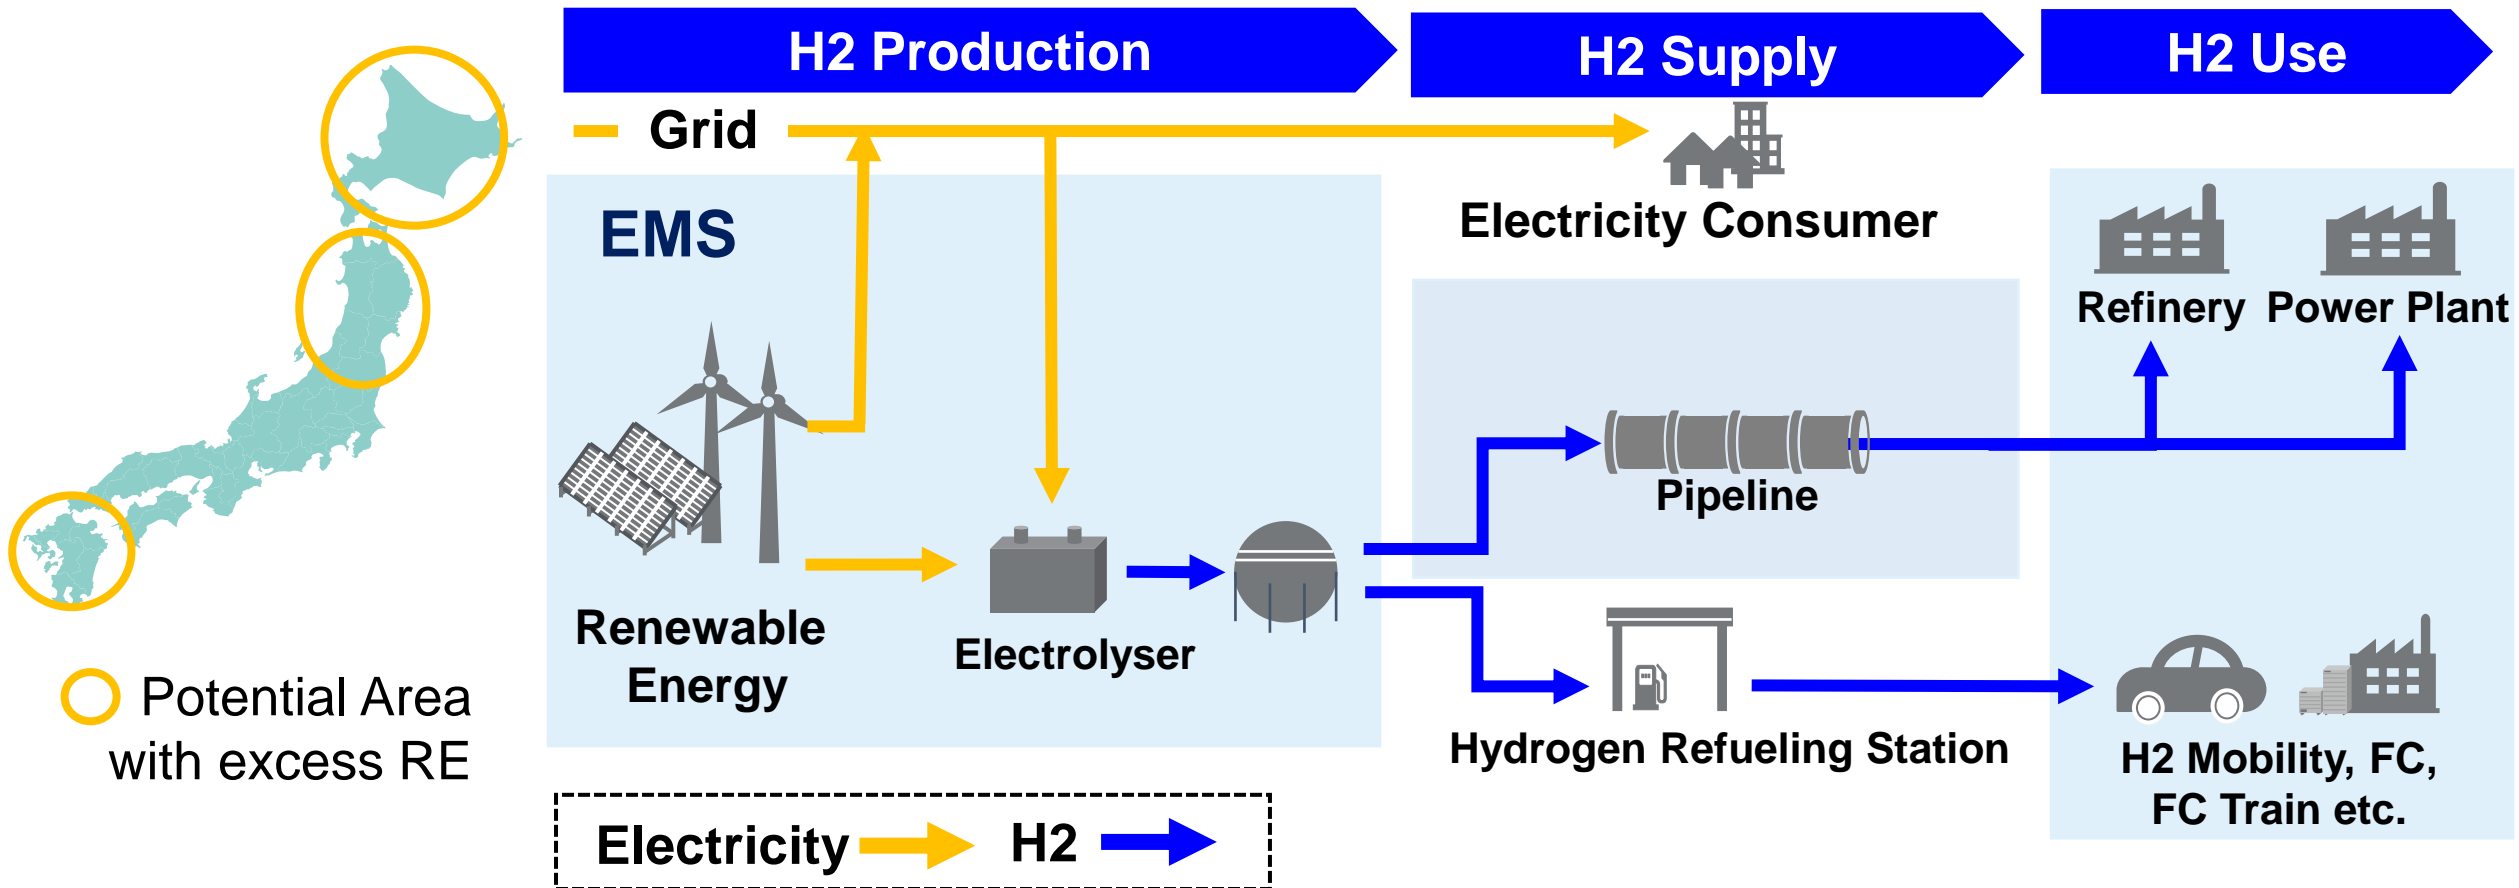 H2 Production
H2 Supply
H2 Use
Grid
EMS
Electricity Consumer
Refinery
Power Plant
Pipeline
Renewable
Energy
Electrolyser
Hydrogen Refueling Station
H2 Mobility, FC,
FC Train etc.
Potential Area
with excess RE
Electricity
H2